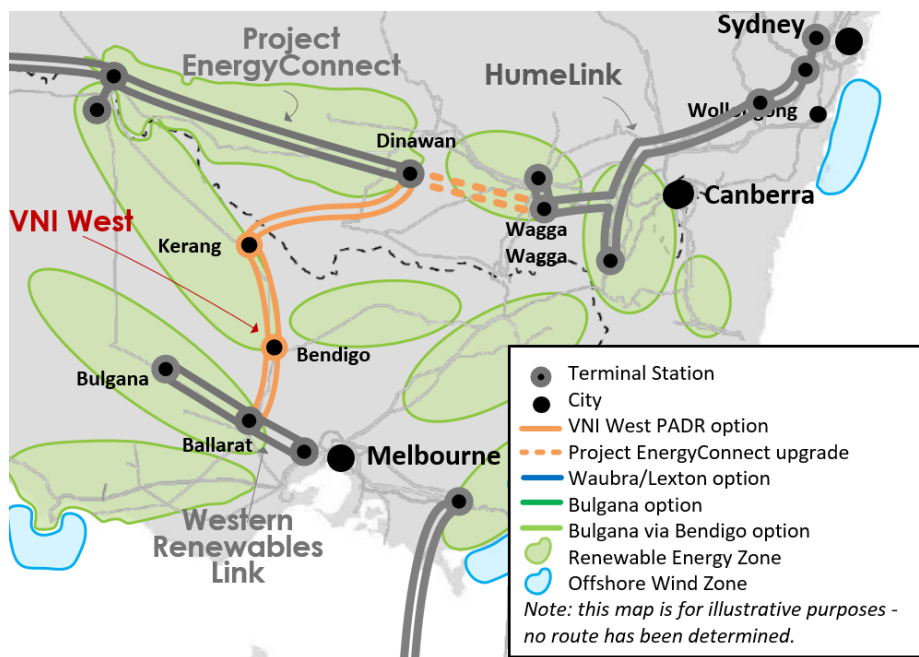 Sydney
Project
EnergyConnect
HumeLink
Wollongong
Dinawan
Canberra
VNI West
Kerang
Wagga
Wagga
Bendigo
Bulgana
Ballarat
Melbourne
Western
Renewables
Link
Terminal Station
City
VNI West PADR option
Project EnergyConnect upgrade
Waubra/Lexton option
Bulgana option
Bulgana via Bendigo option
Renewable Energy Zone
Offshore Wind Zone
Note: this map is for illustrative purposes -
no route has been determined.